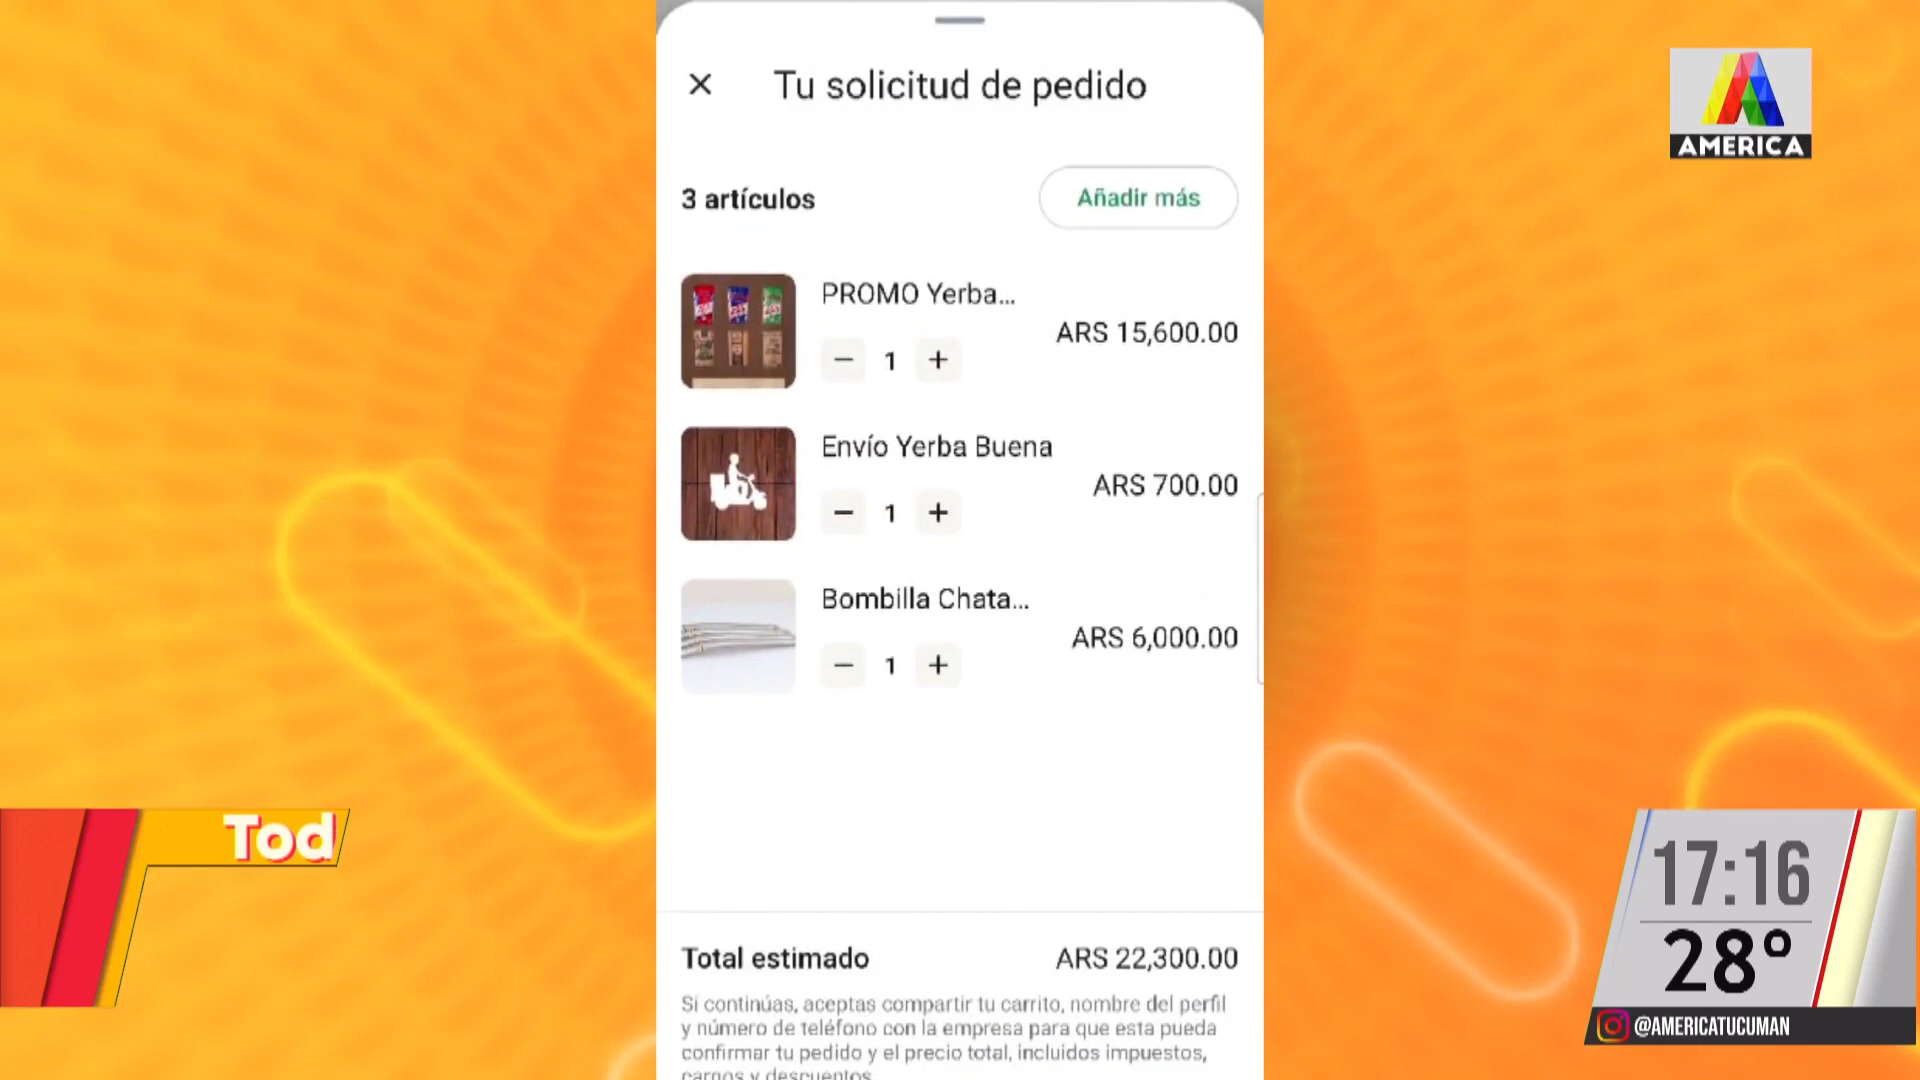 Tu solicitud de pedido
AMERICA
3 artículos
Añadir más
PROMO Yerba...
ARS 15,600.00
1
Envío Yerba Buena
ARS 700.00
1
Bombilla Chata...
ARS 6,000.00
1
Tod
17:16
28°
Total estimado
ARS 22,300.00
Si continúas, aceptas compartir tu carrito, nombre del perfil
y número de teléfono con la empresa para que esta pueda
confirmar tu pedido y el precio total, incluidos impuestos,
cargos y descuentos
@AMERICATUCUMAN